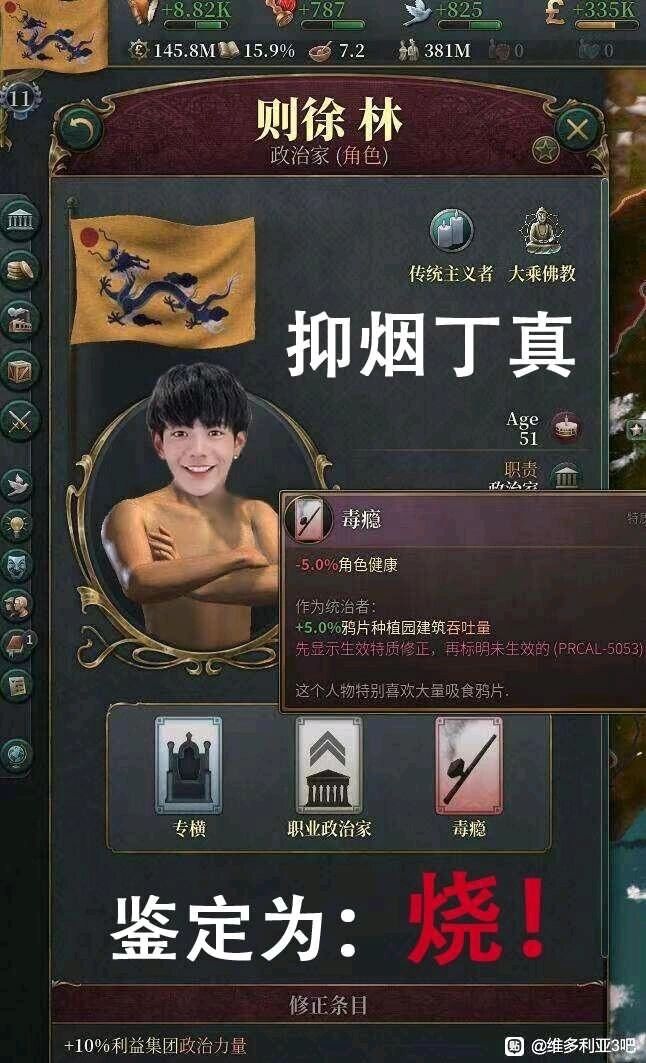 +8.82K +787 +825 +335K
145.8M 15.9% 7.2 381M 0 0
11
则徐 林
政治家 (角色)
传统主义者 大乘佛教
抑烟丁真
Age
51
职责
政治家
毒瘾
特质
-5.0%角色健康
作为统治者：
+5.0%鸦片种植园建筑吞吐量
先显示生效特质修正，再标明未生效的 (PRCAL-5053)
这个人物特别喜欢大量吸食鸦片.
1
专横 职业政治家 毒瘾
鉴定为：烧！
修正条目
+10%利益集团政治力量
贴 @维多利亚3吧